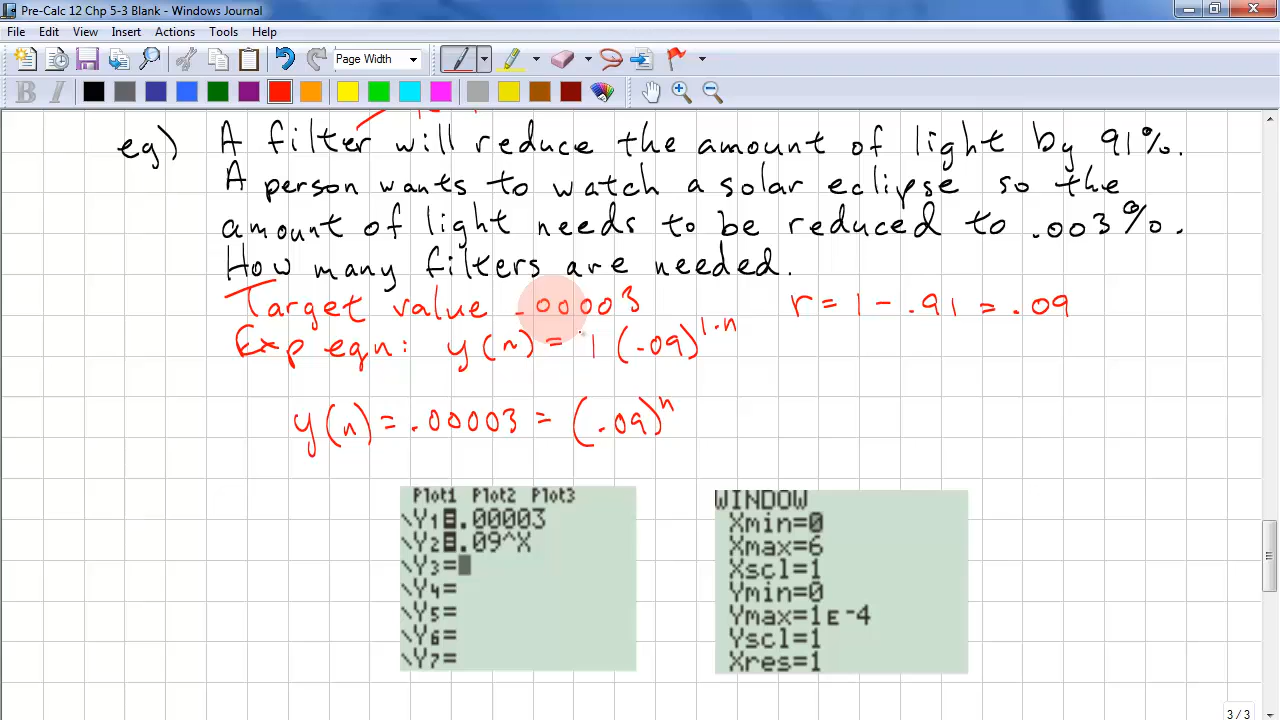 Pre-Calc 12 Chp 5-3 Blank - Windows Journal
File Edit View Insert Actions Tools Help
Page Width
B I
eg) A filter will reduce the amount of light by 91%.
A person wants to watch a solar eclipse so the
amount of light needs to be reduced to .003%.
How many filters are needed.
Target value .00003 r = 1 - .91 = .09
Exp eqn: y(n) = 1 (.09)^1·n
y(n) = .00003 = (.09)^n
Plot1 Plot2 Plot3
\Y1=.00003
\Y2=.09^X
\Y3=
\Y4=
\Y5=
\Y6=
\Y7=
WINDOW
Xmin=0
Xmax=6
Xscl=1
Ymin=0
Ymax=1E-4
Yscl=1
Xres=1
3/3